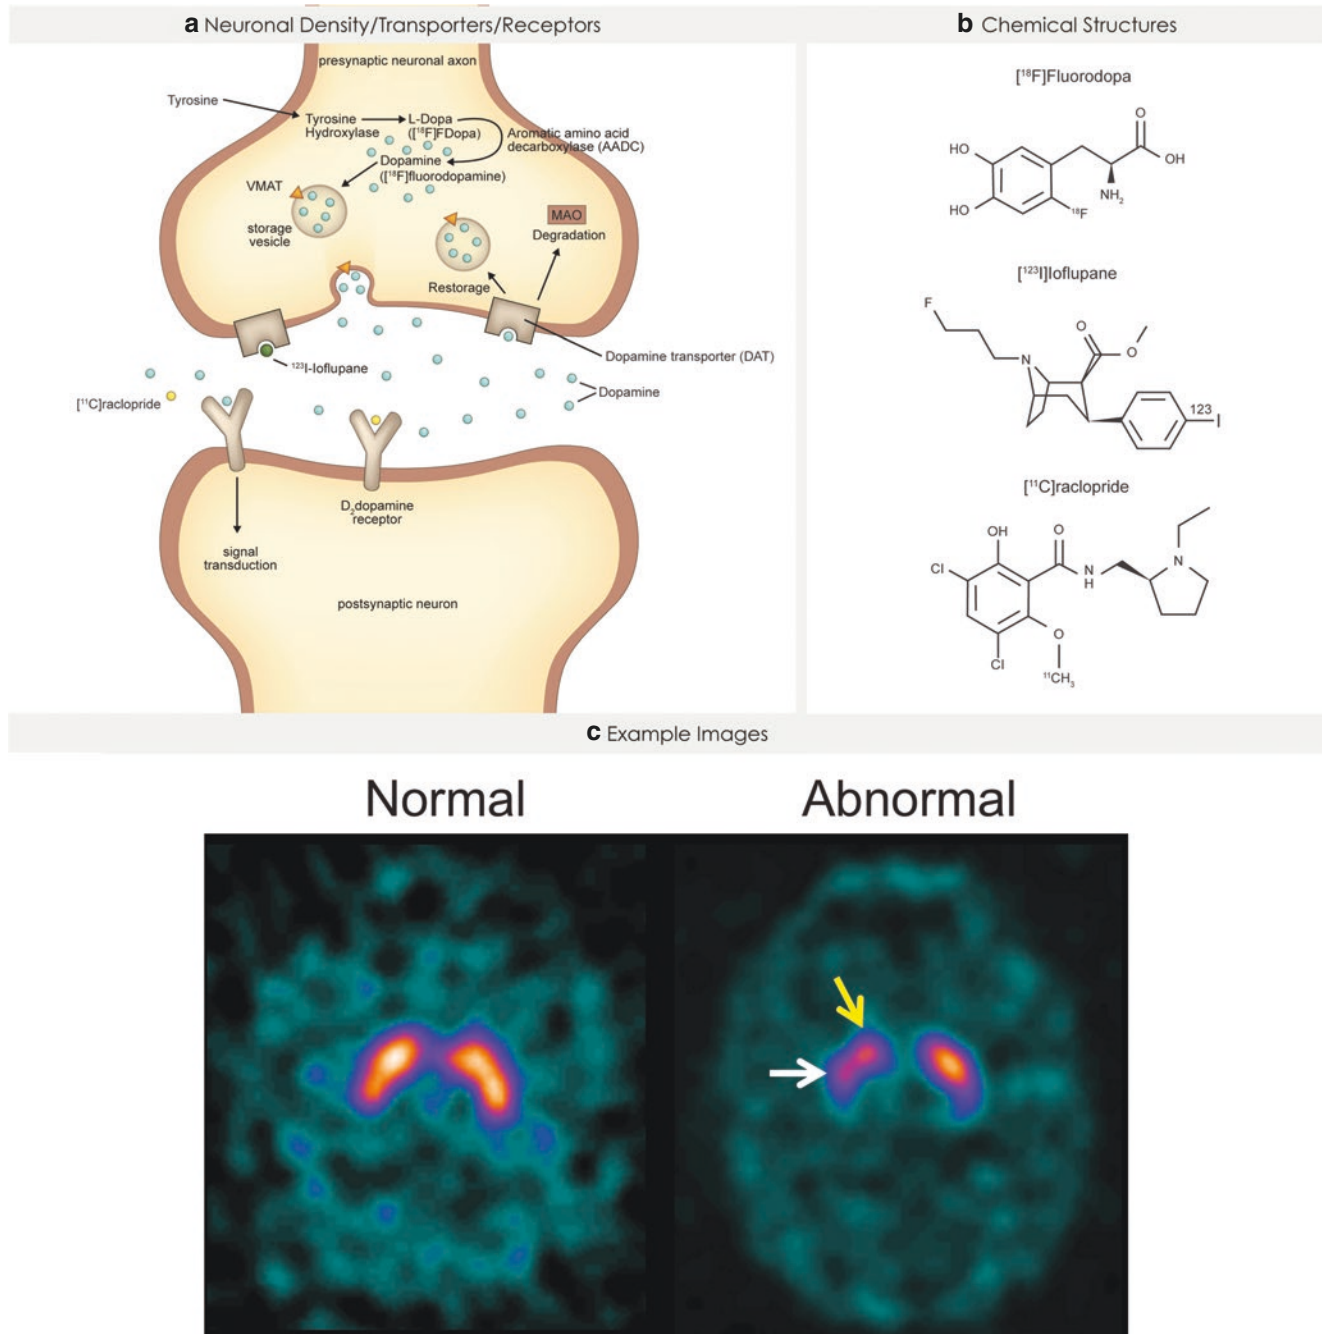 a Neuronal Density/Transporters/Receptors
presynaptic neuronal axon
Tyrosine
Tyrosine
Hydroxylase
L-Dopa
([¹⁸F]FDopa)
Aromatic amino acid
decarboxylase (AADC)
Dopamine
([¹⁸F]fluorodopamine)
VMAT
storage
vesicle
MAO
Degradation
Restorage
¹²³I-Ioflupane
Dopamine transporter (DAT)
[¹¹C]raclopride
Dopamine
D₂dopamine
receptor
signal
transduction
postsynaptic neuron
b Chemical Structures
[¹⁸F]Fluorodopa
O
HO
OH
NH₂
HO
¹⁸F
[¹²³I]Ioflupane
F
O
O
N
123
I
[¹¹C]raclopride
OH
O
N
Cl
N
H
O
Cl
¹¹CH₃
c Example Images
Normal
Abnormal